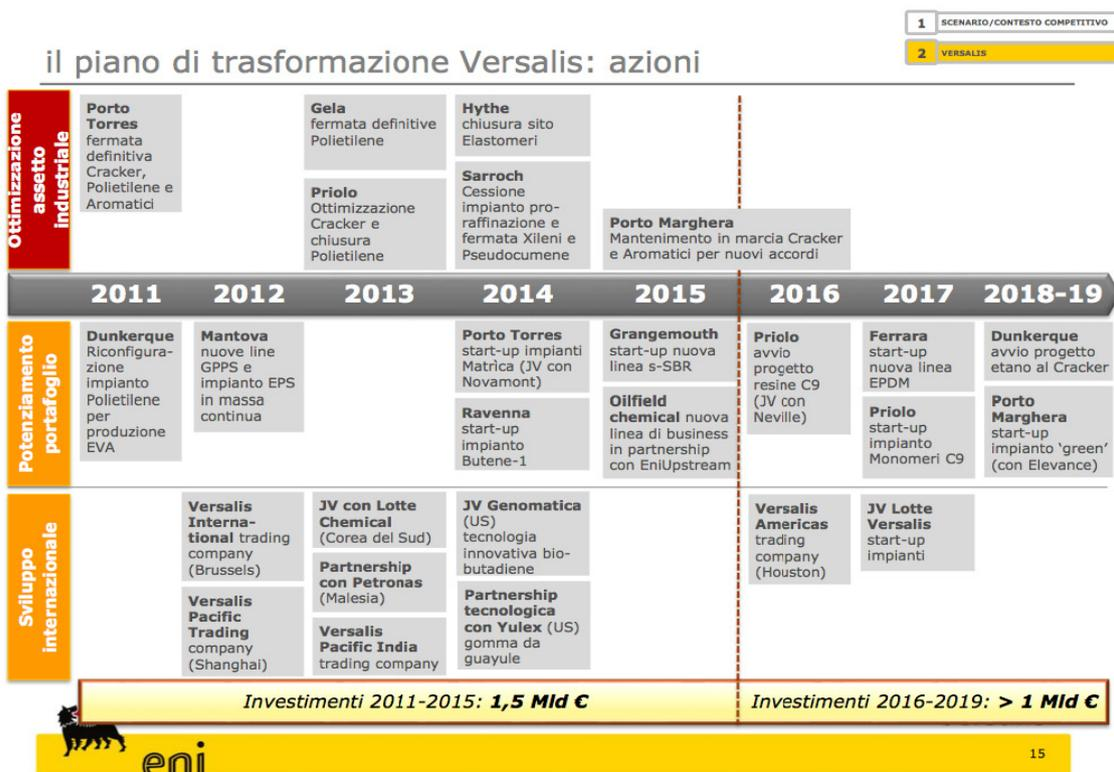 1 SCENARIO/CONTESTO COMPETITIVO
2 VERSALIS
il piano di trasformazione Versalis: azioni
Ottimizzazione
assetto
industriale
Porto
Torres
fermata
definitiva
Cracker,
Polietilene e
Aromatici
Gela
fermata definitive
Polietilene
Priolo
Ottimizzazione
Cracker e
chiusura
Polietilene
Hythe
chiusura sito
Elastomeri
Sarroch
Cessione
impianto pro-
raffinazione e
fermata Xileni e
Pseudocumene
Porto Marghera
Mantenimento in marcia Cracker
e Aromatici per nuovi accordi
2011 2012 2013 2014 2015 2016 2017 2018-19
Potenziamento
portafoglio
Dunkerque
Riconfigura-
zione
impianto
Polietilene
per
produzione
EVA
Mantova
nuove line
GPPS e
impianto EPS
in massa
continua
Porto Torres
start-up impianti
Matrìca (JV con
Novamont)
Ravenna
start-up
impianto
Butene-1
Grangemouth
start-up nuova
linea s-SBR
Oilfield
chemical nuova
linea di business
in partnership
con EniUpstream
Priolo
avvio
progetto
resine C9
(JV con
Neville)
Ferrara
start-up
nuova linea
EPDM
Priolo
start-up
impianto
Monomeri C9
Dunkerque
avvio progetto
etano al Cracker
Porto
Marghera
start-up
impianto ‘green’
(con Elevance)
Sviluppo
internazionale
Versalis
Interna-
tional trading
company
(Brussels)
Versalis
Pacific
Trading
company
(Shanghai)
JV con Lotte
Chemical
(Corea del Sud)
Partnership
con Petronas
(Malesia)
Versalis
Pacific India
trading company
JV Genomatica
(US)
tecnologia
innovativa bio-
butadiene
Partnership
tecnologica
con Yulex (US)
gomma da
guayule
Versalis
Americas
trading
company
(Houston)
JV Lotte
Versalis
start-up
impianti
Investimenti 2011-2015: 1,5 Mld €
Investimenti 2016-2019: > 1 Mld €
eni
15